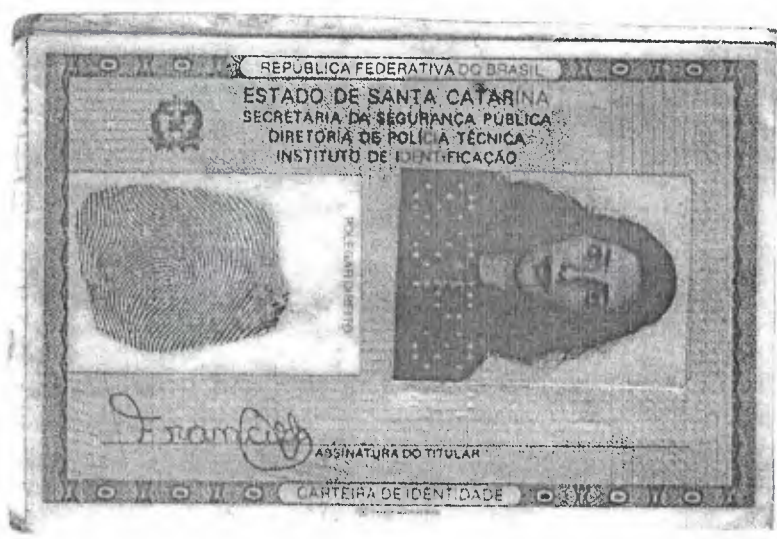 REPÚBLICA FEDERATIVA DO BRASIL
ESTADO DE SANTA CATARINA
SECRETARIA DA SEGURANÇA PÚBLICA
DIRETORIA DE POLÍCIA TÉCNICA
INSTITUTO DE IDENTIFICAÇÃO
POLEGAR DIREITO
ASSINATURA DO TITULAR
CARTEIRA DE IDENTIDADE